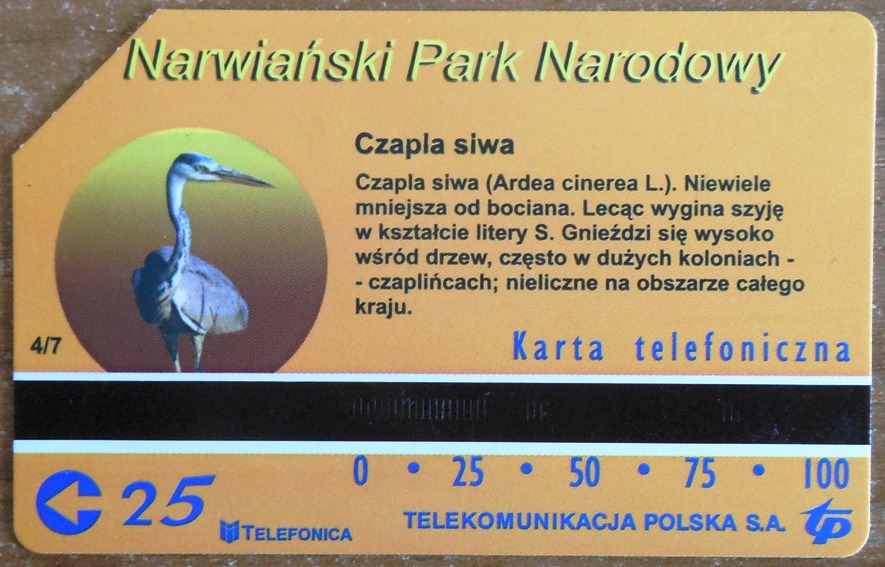 Narwiański Park Narodowy
Czapla siwa
Czapla siwa (Ardea cinerea L.). Niewiele
mniejsza od bociana. Lecąc wygina szyję
w kształcie litery S. Gnieździ się wysoko
wśród drzew, często w dużych koloniach -
- czaplińcach; nieliczne na obszarze całego
kraju.
4/7
Karta telefoniczna
0 • 25 • 50 • 75 • 100
25
TELEFONICA
TELEKOMUNIKACJA POLSKA S.A. tp